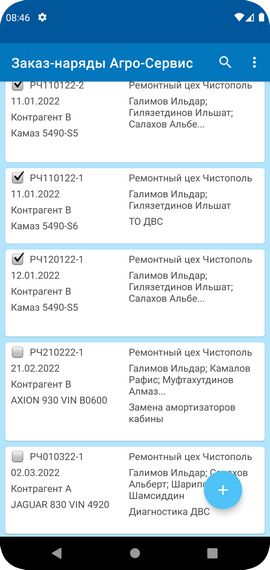 08:46
Заказ-наряды Агро-Сервис
РЧ110122-2
Ремонтный цех Чистополь
11.01.2022
Контрагент В
Камаз 5490-S5
Галимов Ильдар;
Гилязетдинов Ильшат;
Салахов Альбе...
РЧ110122-1
Ремонтный цех Чистополь
11.01.2022
Контрагент В
Камаз 5490-S6
Галимов Ильдар;
Гилязетдинов Ильшат
ТО ДВС
РЧ120122-1
Ремонтный цех Чистополь
12.01.2022
Контрагент В
Камаз 5490-S5
Галимов Ильдар;
Гилязетдинов Ильшат;
Салахов Альбе...
РЧ210222-1
Ремонтный цех Чистополь
21.02.2022
Контрагент В
AXION 930 VIN B0600
Галимов Ильдар; Камалов
Рафис; Муфтахутдинов
Алмаз...
Замена амортизаторов
кабины
РЧ010322-1
Ремонтный цех Чистополь
02.03.2022
Контрагент А
JAGUAR 830 VIN 4920
Галимов Ильдар;
Альберт;
Шамсиддин
Диагностика ДВС